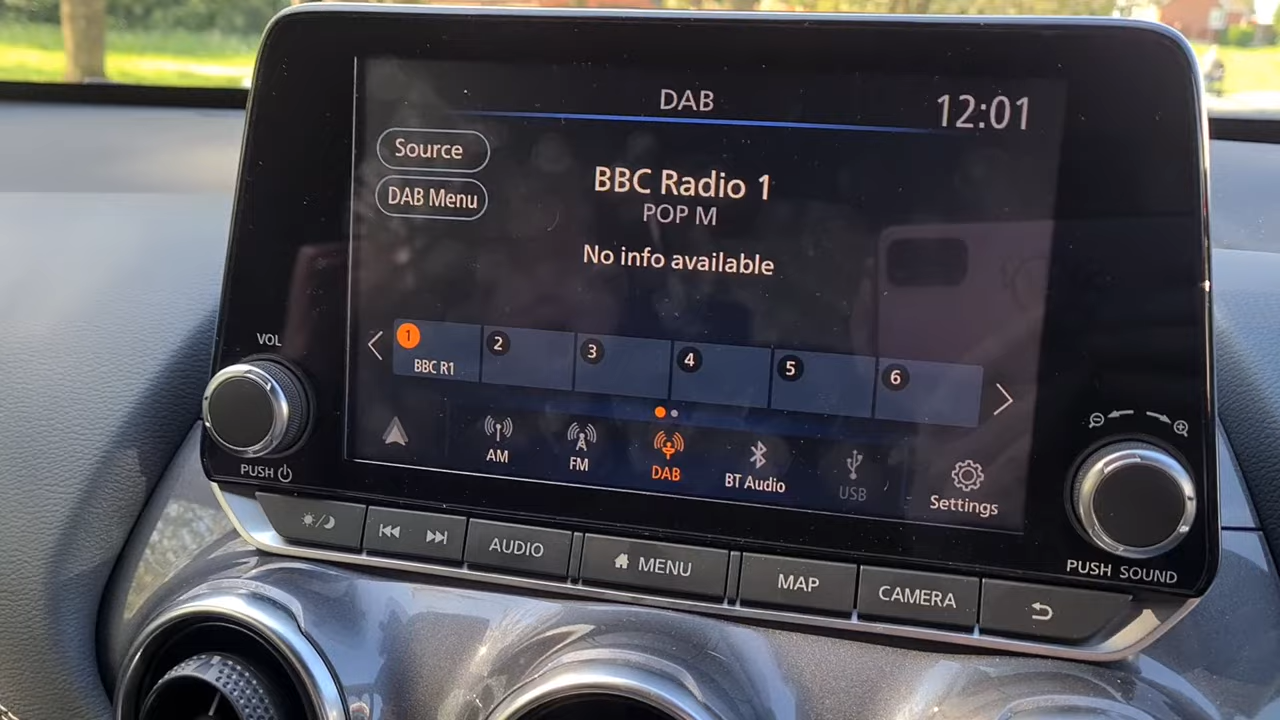 DAB
12:01
Source
DAB Menu
BBC Radio 1
POP M
No info available
1
BBC R1
2
3
4
5
6
AM
FM
DAB
BT Audio
USB
Settings
VOL
PUSH
PUSH SOUND
AUDIO
MENU
MAP
CAMERA